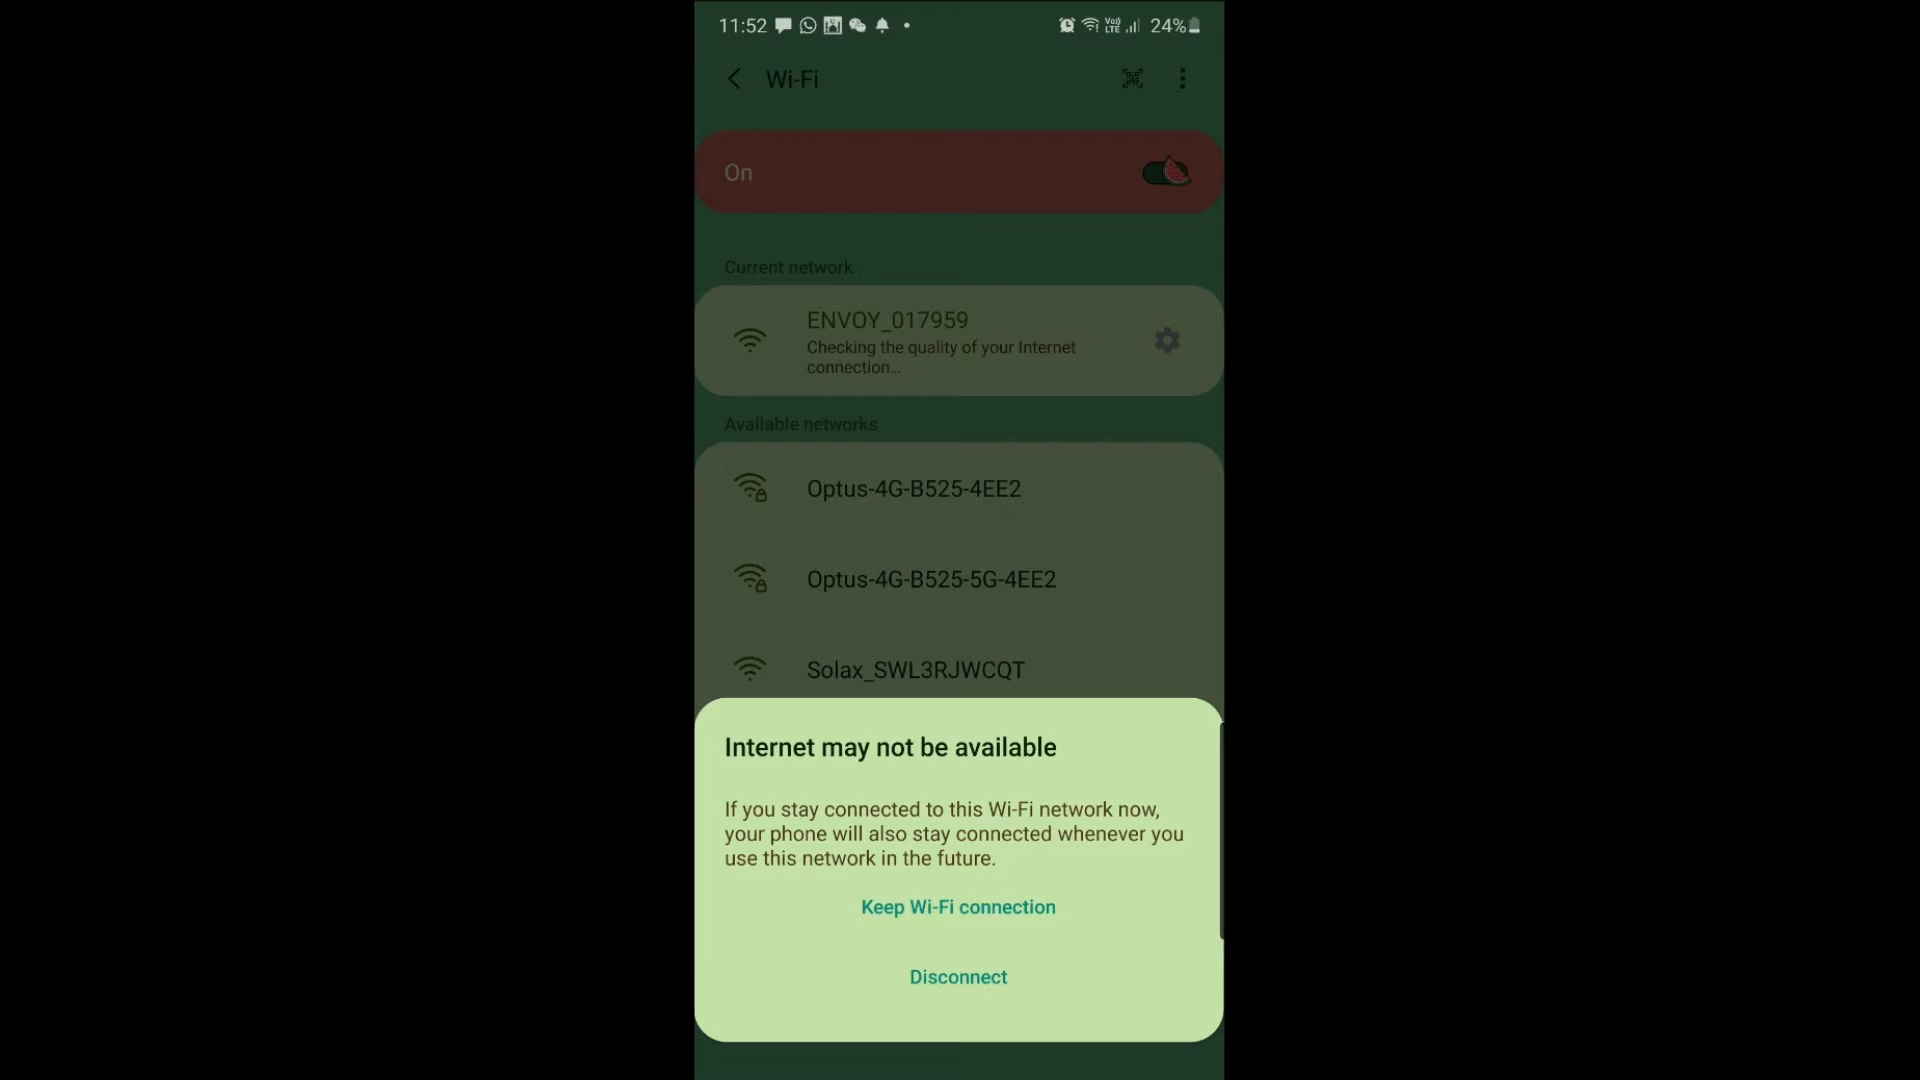 11:52
Vo)) LTE 24%
Wi-Fi
On
Current network
ENVOY_017959
Checking the quality of your Internet
connection...
Available networks
Optus-4G-B525-4EE2
Optus-4G-B525-5G-4EE2
Solax_SWL3RJWCQT
Internet may not be available
If you stay connected to this Wi-Fi network now,
your phone will also stay connected whenever you
use this network in the future.
Keep Wi-Fi connection
Disconnect